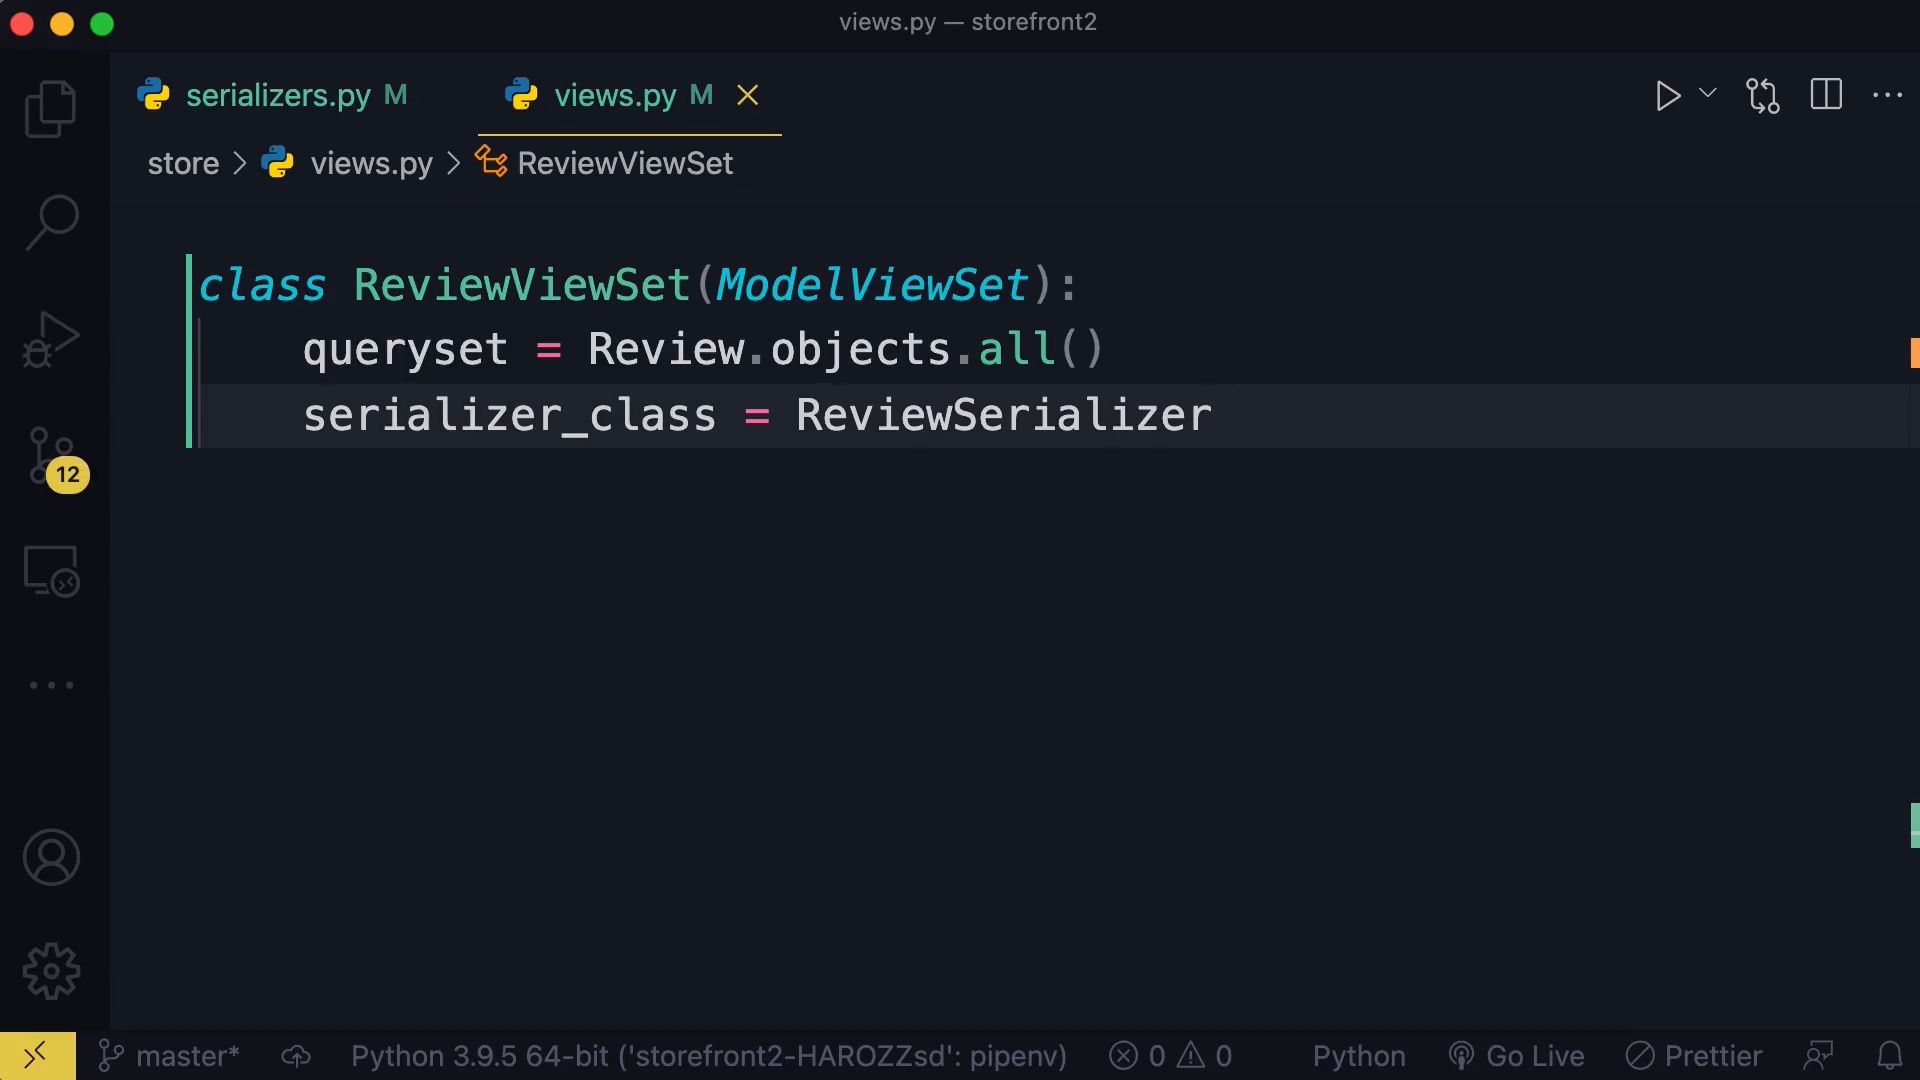 views.py — storefront2
serializers.py M views.py M
store > views.py > ReviewViewSet
class ReviewViewSet(ModelViewSet):
queryset = Review.objects.all()
serializer_class = ReviewSerializer
12
master* Python 3.9.5 64-bit ('storefront2-HAROZZsd': pipenv) 0 0 Python Go Live Prettier